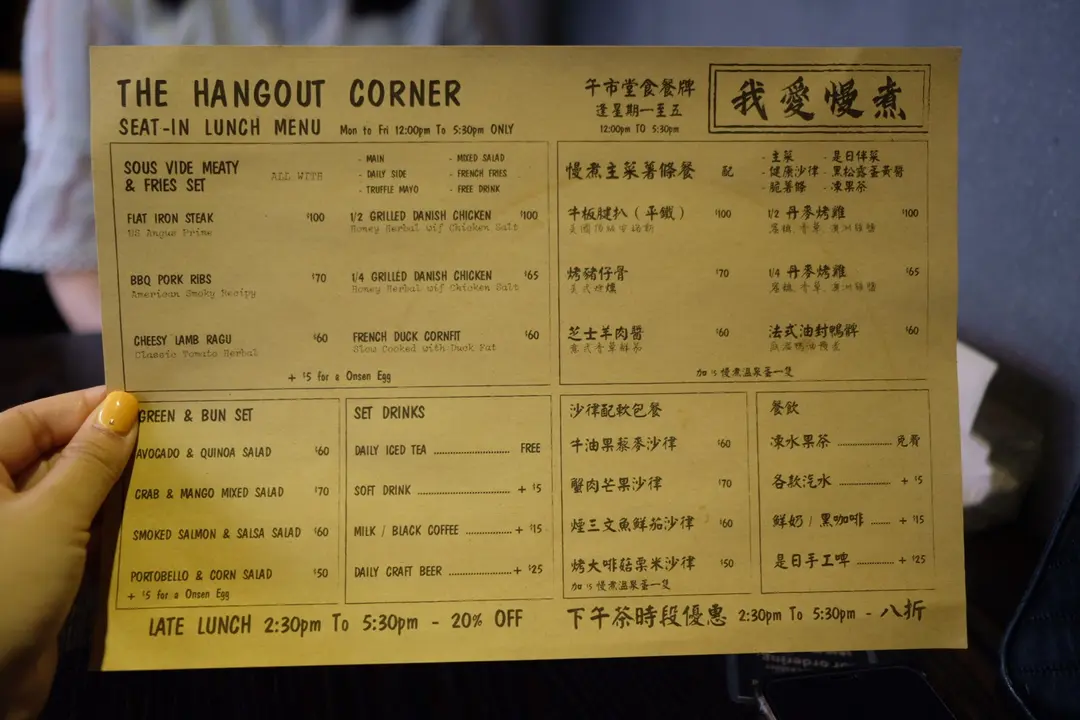 THE HANGOUT CORNER
SEAT-IN LUNCH MENU Mon to Fri 12:00pm To 5:30pm ONLY
SOUS VIDE MEATY
& FRIES SET
ALL WITH
- MAIN
- DAILY SIDE
- TRUFFLE MAYO
- MIXED SALAD
- FRENCH FRIES
- FREE DRINK
FLAT IRON STEAK $100
US Angus Prime
1/2 GRILLED DANISH CHICKEN $100
Honey Herbal wif Chicken Salt
BBQ PORK RIBS $70
American Smoky Recipy
1/4 GRILLED DANISH CHICKEN $65
Honey Herbal wif Chicken Salt
CHEESY LAMB RAGU $60
Classic Tomato Herbal
FRENCH DUCK CORNFIT $60
Slow Cooked with Duck Fat
+ $5 for a Onsen Egg
GREEN & BUN SET
AVOCADO & QUINOA SALAD $60
CRAB & MANGO MIXED SALAD $70
SMOKED SALMON & SALSA SALAD $60
PORTOBELLO & CORN SALAD $50
+ $5 for a Onsen Egg
SET DRINKS
DAILY ICED TEA .......................... FREE
SOFT DRINK ............................... + $5
MILK / BLACK COFFEE ................ + $15
DAILY CRAFT BEER ..................... + $25
LATE LUNCH 2:30pm To 5:30pm - 20% OFF
午市堂食餐牌
逢星期一至五
12:00pm TO 5:30pm
我愛慢煮
慢煮主菜薯條餐 配
- 主菜
- 健康沙律
- 脆薯條
- 是日伴菜
- 黑松露蛋黃醬
- 凍果茶
牛板腱扒（平鐵） $100
1/2 丹麥烤雞 $100
烤豬仔骨 $70
1/4 丹麥烤雞 $65
芝士羊肉醬 $60
法式油封鴨髀 $60
加 $5 慢煮溫泉蛋一隻
沙律配軟包餐
牛油果藜麥沙律 $60
蟹肉芒果沙律 $70
煙三文魚鮮茄沙律 $60
烤大啡菇粟米沙律 $50
加 $5 慢煮溫泉蛋一隻
餐飲
凍水果茶 .................. 免費
各款汽水 .................. + $5
鮮奶 / 黑咖啡 ...... + $15
是日手工啤 ............ + $25
下午茶時段優惠 2:30pm To 5:30pm - 八折